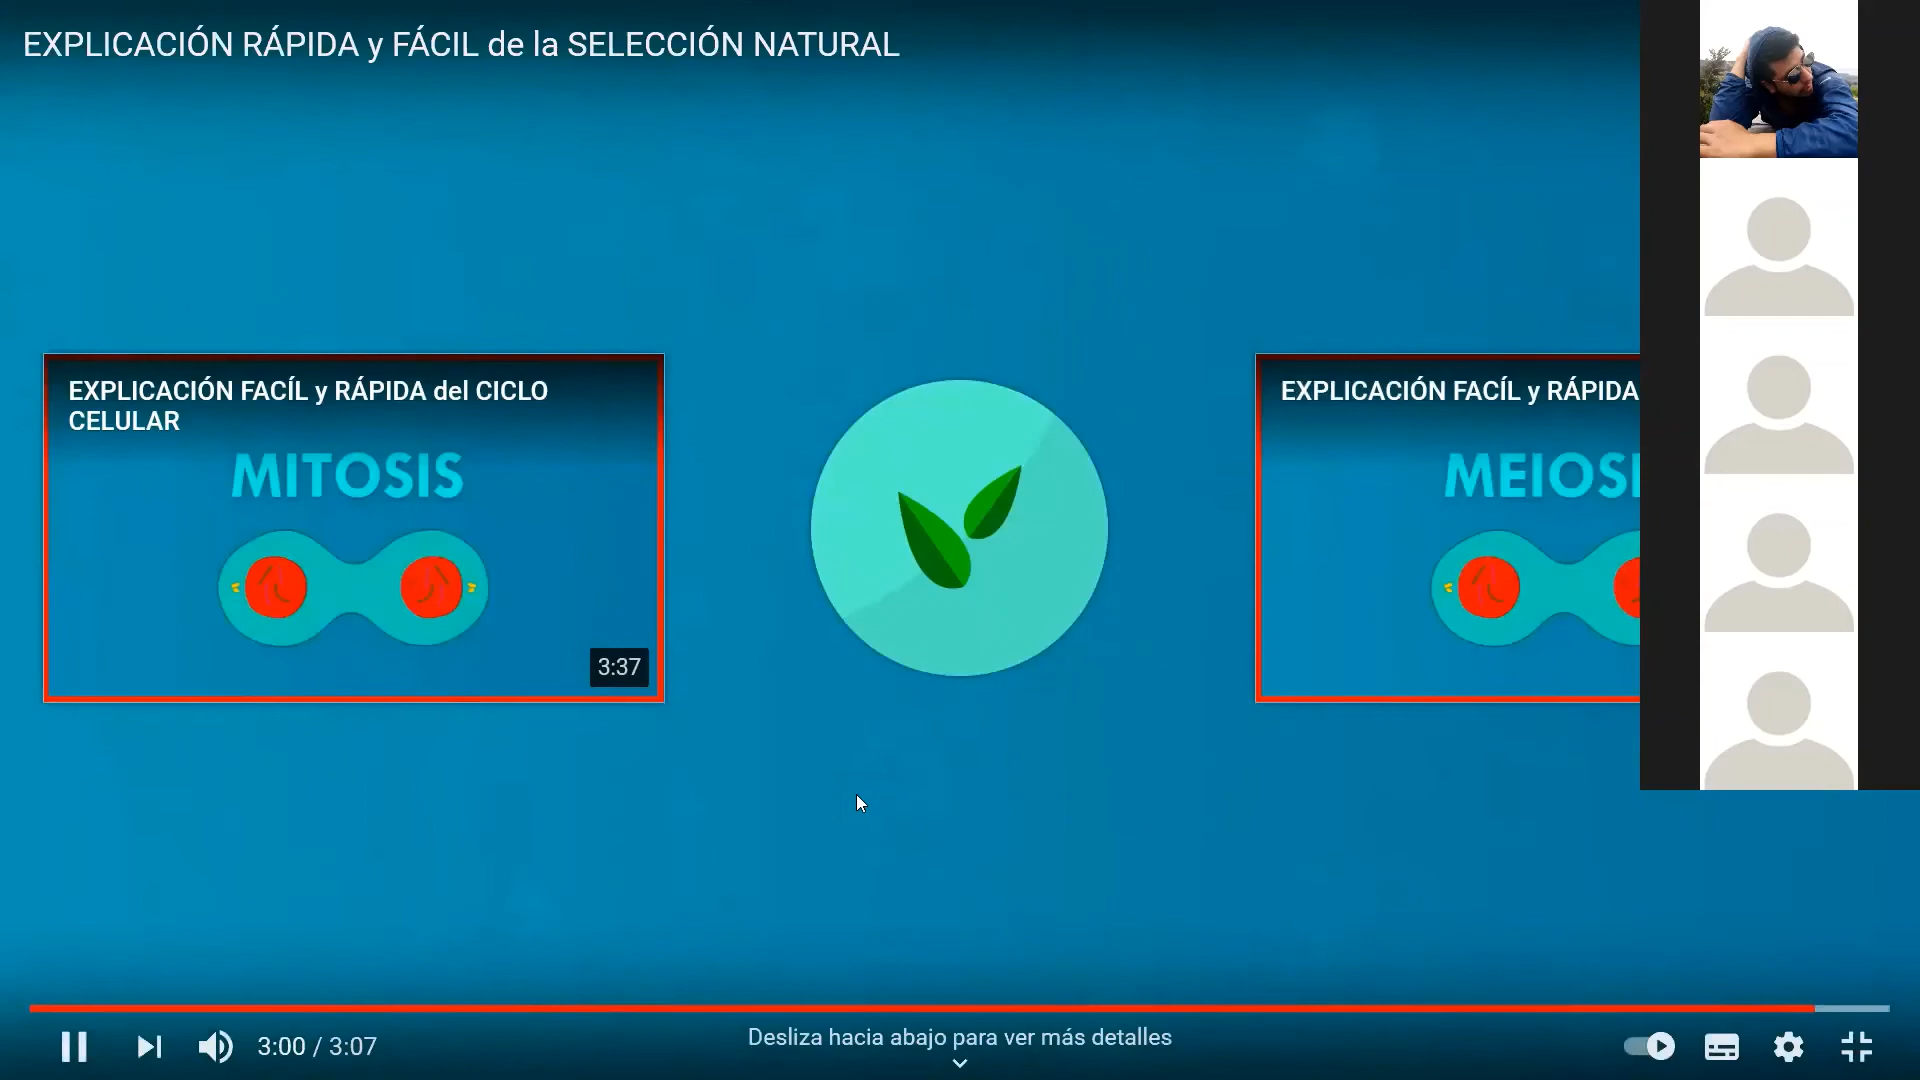 EXPLICACIÓN RÁPIDA y FÁCIL de la SELECCIÓN NATURAL
EXPLICACIÓN FACÍL y RÁPIDA del CICLO
CELULAR
MITOSIS
3:37
EXPLICACIÓN FACÍL y RÁPIDA
3:00 / 3:07
Desliza hacia abajo para ver más detalles